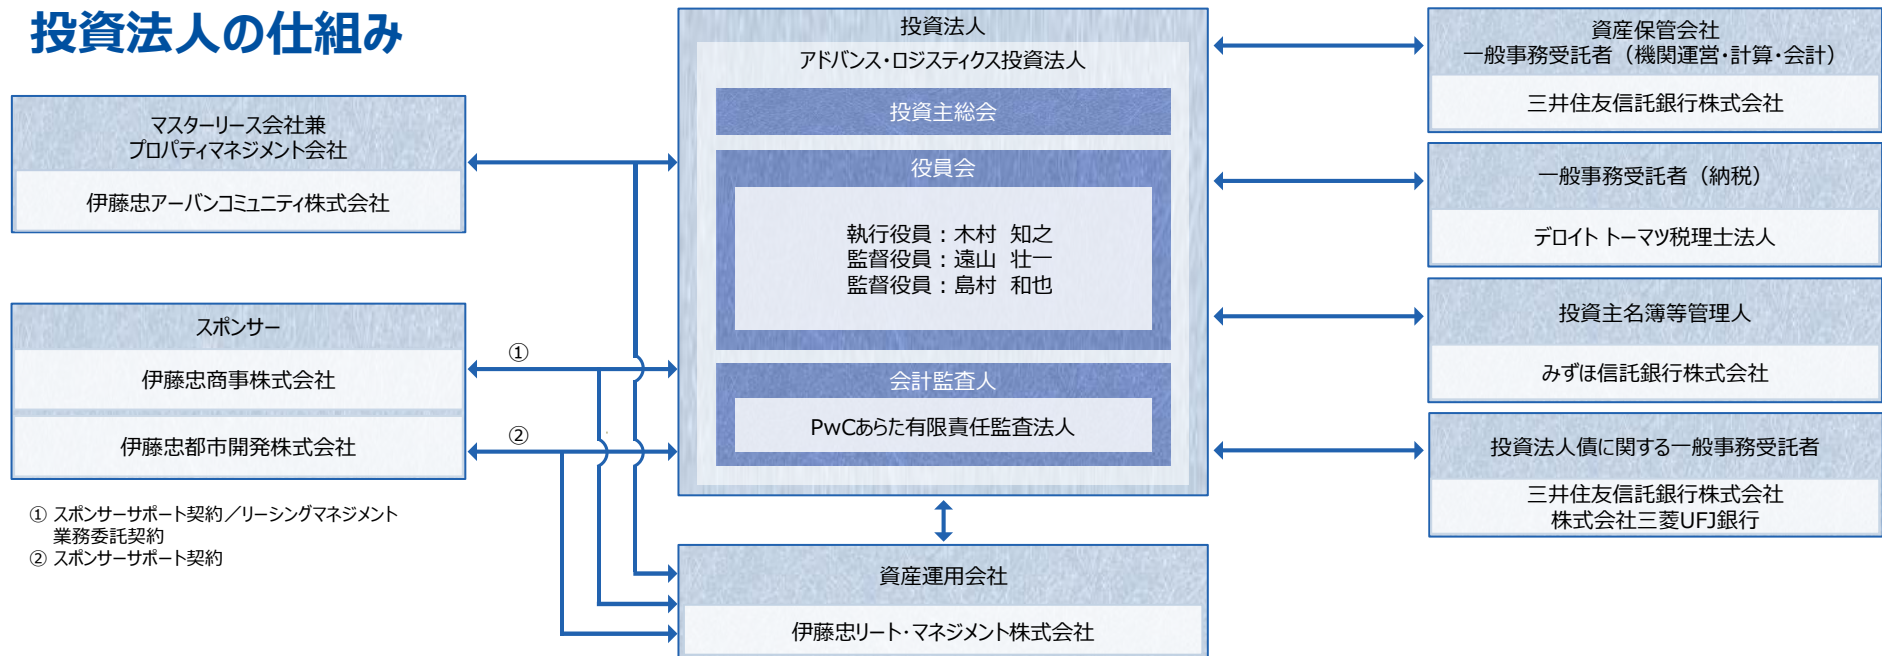 投資法人の仕組み
マスターリース会社兼
プロパティマネジメント会社
伊藤忠アーバンコミュニティ株式会社
スポンサー
伊藤忠商事株式会社
伊藤忠都市開発株式会社
① スポンサーサポート契約／リーシングマネジメント
業務委託契約
② スポンサーサポート契約
①
②
投資法人
アドバンス・ロジスティクス投資法人
投資主総会
役員会
執行役員：木村 知之
監督役員：遠山 壮一
監督役員：島村 和也
会計監査人
PwCあらた有限責任監査法人
資産運用会社
伊藤忠リート・マネジメント株式会社
資産保管会社
一般事務受託者（機関運営・計算・会計）
三井住友信託銀行株式会社
一般事務受託者（納税）
デロイト トーマツ税理士法人
投資主名簿等管理人
みずほ信託銀行株式会社
投資法人債に関する一般事務受託者
三井住友信託銀行株式会社
株式会社三菱UFJ銀行